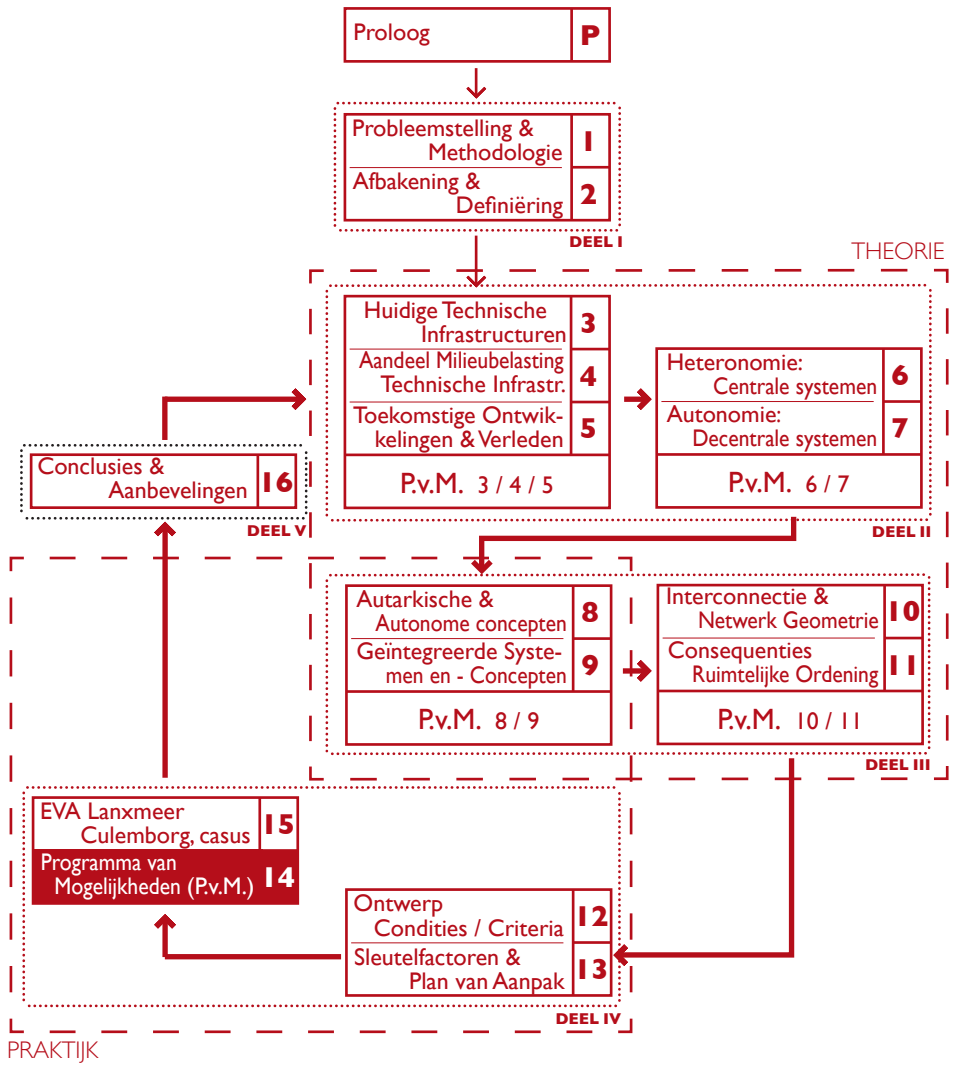 Proloog P
Probleemstelling & 1
Methodologie
Afbakening & 2
Definiëring
DEEL I
THEORIE
Huidige Technische 3
Infrastructuren
Aandeel Milieubelasting 4
Technische Infrastr.
Toekomstige Ontwik- 5
kkelingen & Verleden
P.v.M. 3 / 4 / 5
Heteronomie: 6
Centrale systemen
Autonomie: 7
Decentrale systemen
P.v.M. 6 / 7
DEEL II
Conclusies & 16
Aanbevelingen
DEEL V
Autarkische & 8
Autonome concepten
Geïntegreerde Syste- 9
men en - Concepten
P.v.M. 8 / 9
Interconnectie & 10
Netwerk Geometrie
Consequenties 11
Ruimtelijke Ordening
P.v.M. 10 / 11
DEEL III
EVA Lanxmeer 15
Culemborg, casus
Programma van 14
Mogelijkheden (P.v.M.)
Ontwerp 12
Condities / Criteria
Sleutelfactoren & 13
Plan van Aanpak
DEEL IV
PRAKTIJK